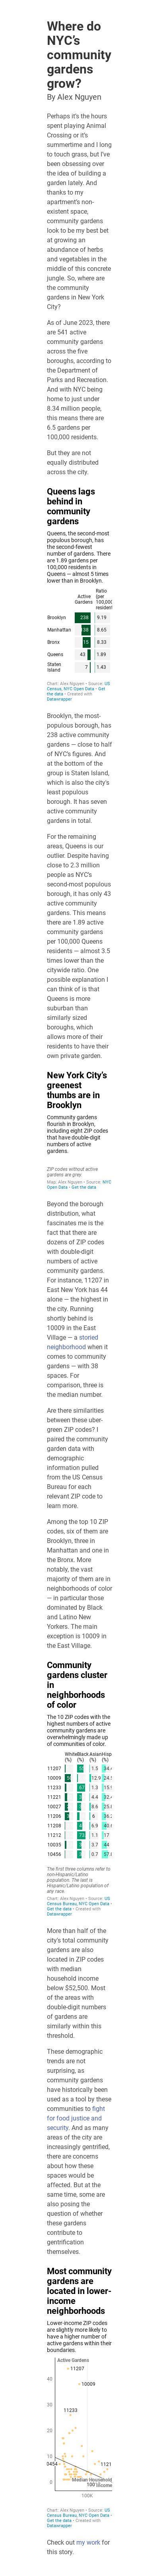 Where do
NYC’s
community
gardens
grow?
By Alex Nguyen
Perhaps it’s the hours
spent playing Animal
Crossing or it’s
summertime and I long
to touch grass, but I’ve
been obsessing over
the idea of building a
garden lately. And
thanks to my
apartment’s non-
existent space,
community gardens
look to be my best bet
at growing an
abundance of herbs
and vegetables in the
middle of this concrete
jungle. So, where are
the community
gardens in New York
City?
As of June 2023, there
are 541 active
community gardens
across the five
boroughs, according to
the Department of
Parks and Recreation.
And with NYC being
home to just under
8.34 million people,
this means there are
6.5 gardens per
100,000 residents.
But they are not
equally distributed
across the city.
Queens lags
behind in
community
gardens
Queens, the second-most
populous borough, has
the second-fewest
number of gardens. There
are 1.89 gardens per
100,000 residents in
Queens — almost 5 times
lower than in Brooklyn.
Active
Gardens
Ratio
(per
100,000
resident
Brooklyn 238 9.19
Manhattan 8.65
Bronx 8.33
Queens 43 1.89
Staten
Island 7 1.43
Chart: Alex Nguyen • Source: US
Census, NYC Open Data • Get
the data • Created with
Datawrapper
Brooklyn, the most-
populous borough, has
238 active community
gardens — close to half
of NYC’s figures. And at
the bottom of the
group is Staten Island,
which is also the city’s
least populous
borough. It has seven
active community
gardens in total.
For the remaining
areas, Queens is our
outlier. Despite having
close to 2.3 million
people as NYC’s
second-most populous
borough, it has only 43
active community
gardens. This means
there are 1.89 active
community gardens
per 100,000 Queens
residents — almost 3.5
times lower than the
citywide ratio. One
possible explanation I
can think of is that
Queens is more
suburban than
similarly sized
boroughs, which
allows more of their
residents to have their
own private garden.
New York City’s
greenest
thumbs are in
Brooklyn
Community gardens
flourish in Brooklyn,
including eight ZIP codes
that have double-digit
numbers of active
gardens.
ZIP codes without active
gardens are grey.
Map: Alex Nguyen • Source: NYC
Open Data • Get the data
Beyond the borough
distribution, what
fascinates me is the
fact that there are
dozens of ZIP codes
with double-digit
numbers of active
community gardens.
For instance, 11207 in
East New York has 44
alone — the highest in
the city. Running
shortly behind is
10009 in the East
Village — a storied
neighborhood when it
comes to community
gardens — with 38
spaces. For
comparison, three is
the median number.
Are there similarities
between these uber-
green ZIP codes? I
paired the community
garden data with
demographic
information pulled
from the US Census
Bureau for each
relevant ZIP code to
learn more.
Among the top 10 ZIP
codes, six of them are
Brooklyn, three in
Manhattan and one in
the Bronx. More
notably, the vast
majority of them are in
neighborhoods of color
— in particular those
dominated by Black
and Latino New
Yorkers. The main
exception is 10009 in
the East Village.
Community
gardens cluster
in
neighborhoods
of color
The 10 ZIP codes with the
highest numbers of active
community gardens are
overwhelmingly made up
of communities of color.
White Black Asian Hisp
(%) (%) (%) (%)
11207 1.5
10009 12.9
11233 1.3
11221 4.4
10027 8.6
11206 6
11208 6.9
11212 1.1 17
10035 3.7 44
10456 0.7
The first three columns refer to
non-Hispanic/Latino
population. The last is
Hispanic/Latino population of
any race.
Chart: Alex Nguyen • Source: US
Census Bureau, NYC Open Data •
Get the data • Created with
Datawrapper
More than half of the
city’s total community
gardens are also
located in ZIP codes
with median
household income
below $52,500. Most
of the areas with
double-digit numbers
of gardens are
similarly within this
threshold.
These demographic
trends are not
surprising, as
community gardens
have historically been
used as a tool by these
communities to fight
for food justice and
security. And as many
areas of the city are
increasingly gentrified,
there are concerns
about how these
spaces would be
affected. But at the
same time, some are
also posing the
question of whether
these gardens
contribute to
gentrification
themselves.
Most community
gardens are
located in lower-
income
neighborhoods
Lower-income ZIP codes
are slightly more likely to
have a higher number of
active gardens within their
boundaries.
Active Gardens
40
11207
10009
30
11233
20
10
3454
1121
Median Household
Income
0
100K
Chart: Alex Nguyen • Source: US
Census Bureau, NYC Open Data •
Get the data • Created with
Datawrapper
Check out my work for
this story.